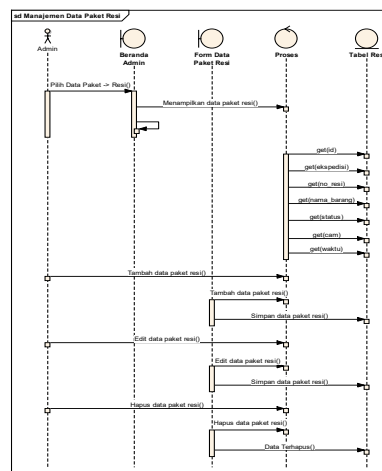 sd Manajemen Data Paket Resi
Admin
Beranda
Admin
Form Data
Paket Resi
Proses
Tabel Resi
Pilih Data Paket -> Resi()
Menampilkan data paket resi()
get(id)
get(ekspedisi)
get(no_resi)
get(nama_barang)
get(status)
get(cam)
get(waktu)
Tambah data paket resi()
Tambah data paket resi()
Simpan data paket resi()
Edit data paket resi()
Edit data paket resi()
Simpan data paket resi()
Hapus data paket resi()
Hapus data paket resi()
Data Terhapus()